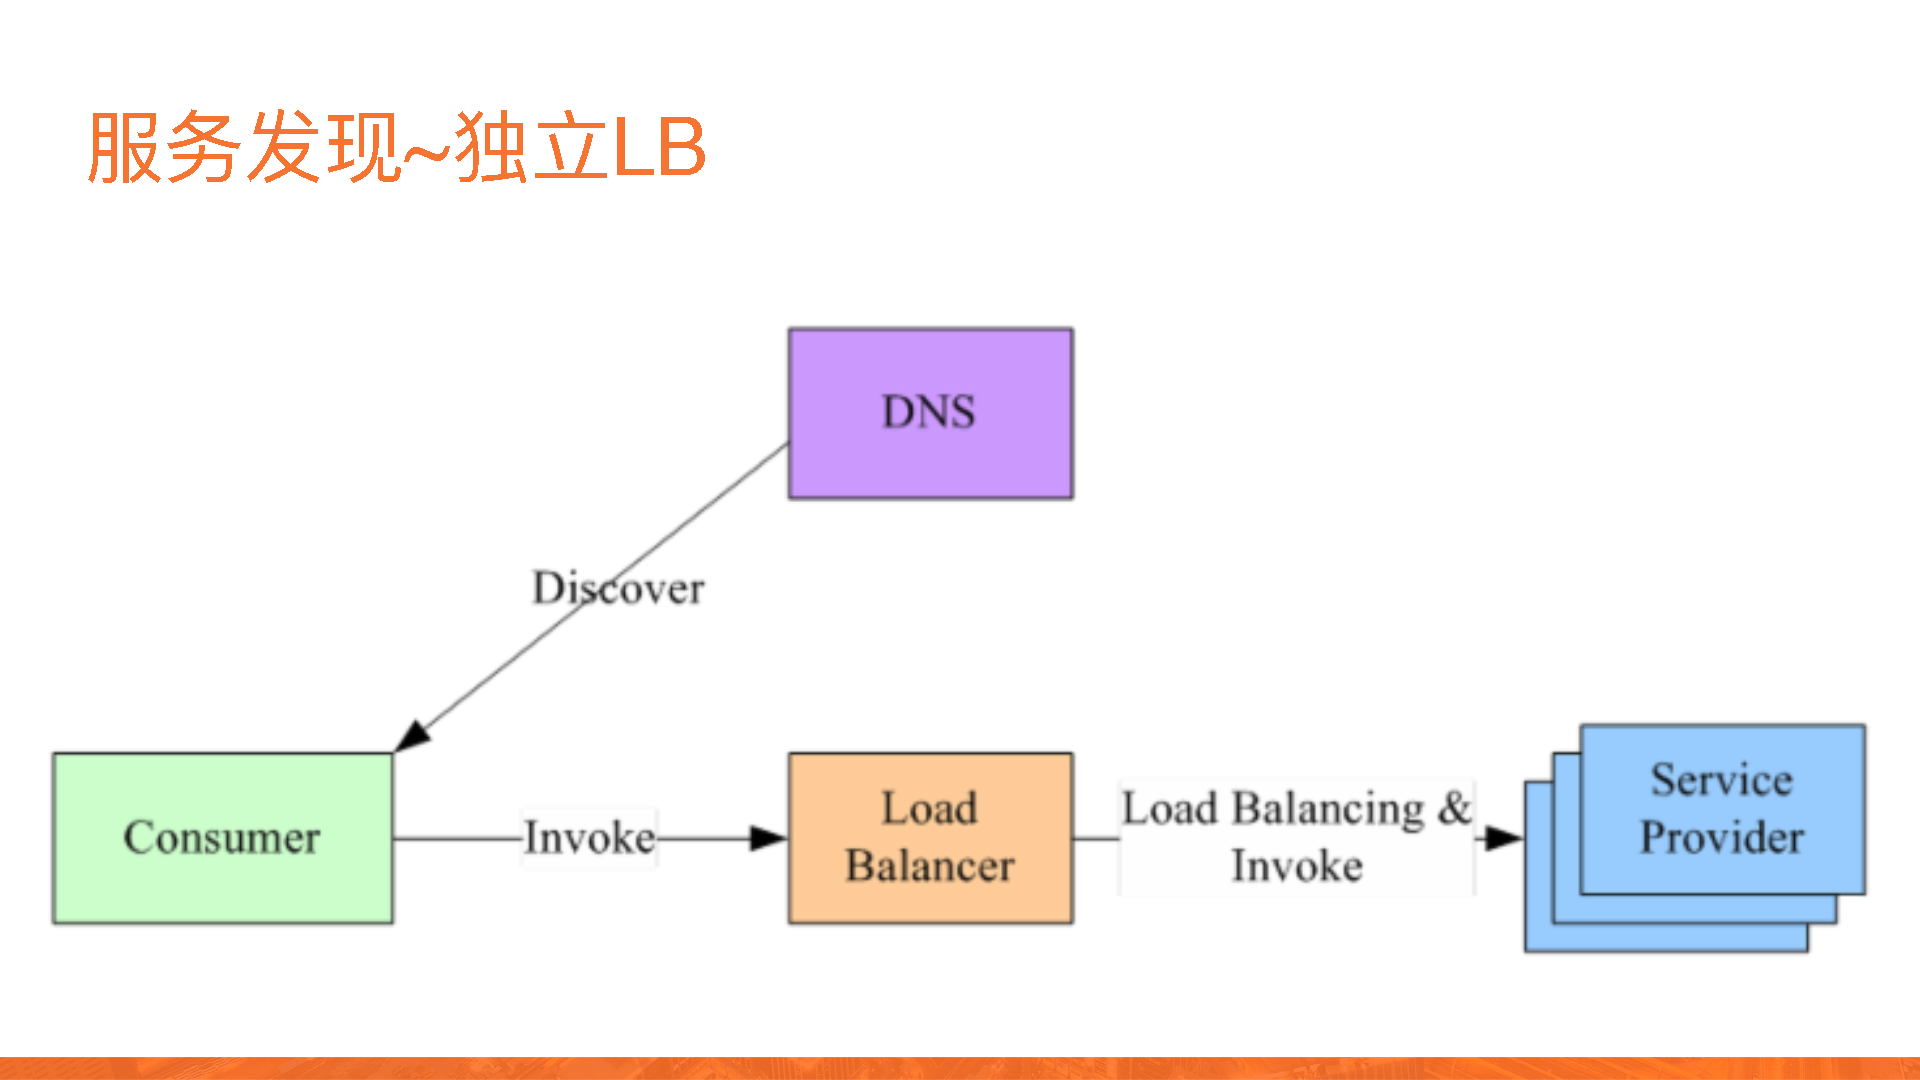 服务发现~独立LB
DNS
Discover
Consumer
Invoke
Load
Balancer
Load Balancing &
Invoke
Service
Provider